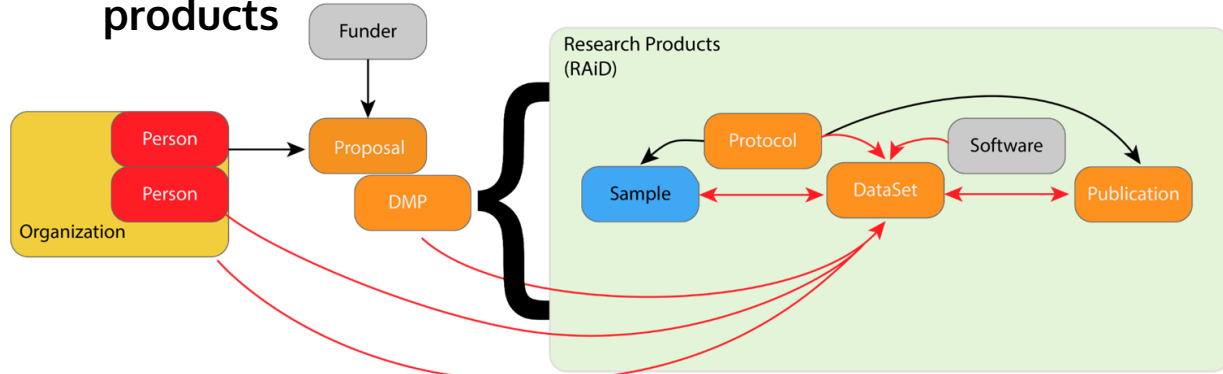 products
Funder
Research Products
(RAiD)
Person
Proposal
Protocol
Software
Person
DMP
Sample
DataSet
Publication
Organization